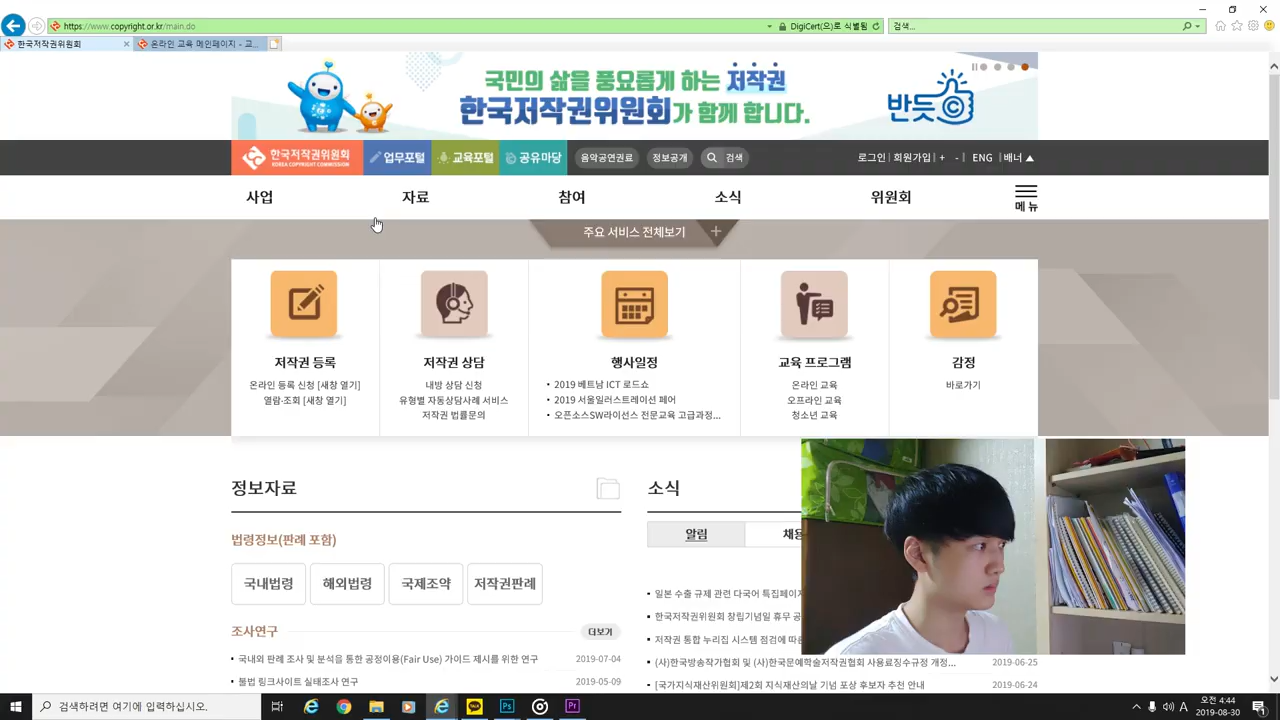 https://www.copyright.or.kr/main.do
DigiCert(으)로 식별됨
검색...
한국저작권위원회
온라인 교육 메인페이지 - 교...
국민의 삶을 풍요롭게 하는 저작권
한국저작권위원회가 함께 합니다.
반듯ⓒ
한국저작권위원회
KOREA COPYRIGHT COMMISSION
업무포털
교육포털
공유마당
음악공연권료
정보공개
검색
로그인 | 회원가입 | + - | ENG | 배너 ▲
사업
자료
참여
소식
위원회
메뉴
주요 서비스 전체보기 +
저작권 등록
온라인 등록 신청 [새창 열기]
열람·조회 [새창 열기]
저작권 상담
내방 상담 신청
유형별 자동상담사례 서비스
저작권 법률문의
행사일정
• 2019 베트남 ICT 로드쇼
• 2019 서울일러스트레이션 페어
• 오픈소스SW라이선스 전문교육 고급과정...
교육 프로그램
온라인 교육
오프라인 교육
청소년 교육
감정
바로가기
정보자료
법령정보(판례 포함)
국내법령
해외법령
국제조약
저작권판례
조사연구
더보기
국내외 판례 조사 및 분석을 통한 공정이용(Fair Use) 가이드 제시를 위한 연구 2019-07-04
불법 링크사이트 실태조사 연구 2019-05-09
소식
알림
채용
일본 수출 규제 관련 다국어 특집페이지
한국저작권위원회 창립기념일 휴무 공
저작권 통합 누리집 시스템 점검에 따른
(사)한국방송작가협회 및 (사)한국문예학술저작권협회 사용료징수규정 개정... 2019-06-25
[국가지식재산위원회]제2회 지식재산의날 기념 포상 후보자 추천 안내 2019-06-24
검색하려면 여기에 입력하십시오.
Ps
Pr
A
오전 4:44
2019-08-30